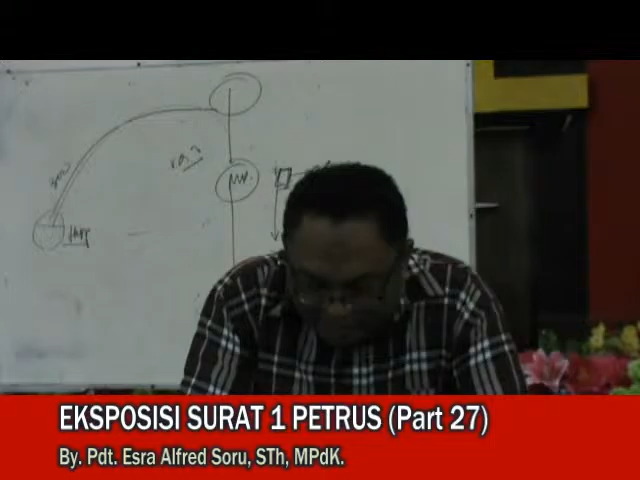 EKSPOSISI SURAT 1 PETRUS (Part 27)
By. Pdt. Esra Alfred Soru, STh, MPdK.